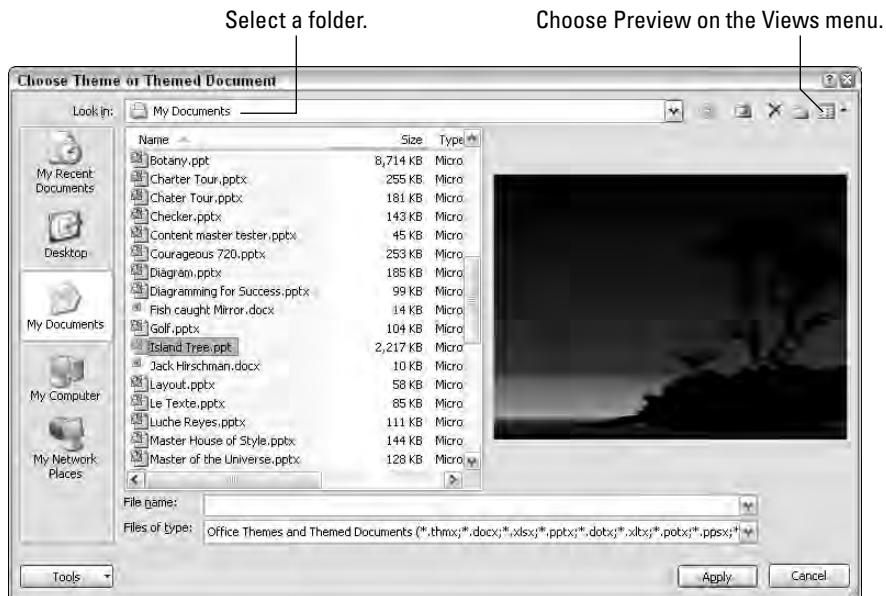 Select a folder.
Choose Preview on the Views menu.
Choose Theme or Themed Document
Look in: My Documents
Name Size Type
Botany.ppt 8,714 KB Micro
Charter Tour.pptx 255 KB Micro
Chater Tour.pptx 181 KB Micro
Checker.pptx 143 KB Micro
Content master tester.pptx 45 KB Micro
Courageous 720.pptx 253 KB Micro
Diagram.pptx 185 KB Micro
Diagramming for Success.pptx 99 KB Micro
Fish caught Mirror.docx 14 KB Micro
Golf.pptx 104 KB Micro
Island Tree.ppt 2,217 KB Micro
Jack Hirschman.docx 10 KB Micro
Layout.pptx 58 KB Micro
Le Texte.pptx 85 KB Micro
Luche Reyes.pptx 111 KB Micro
Master House of Style.pptx 144 KB Micro
Master of the Universe.pptx 128 KB Micro
My Recent
Documents
Desktop
My Documents
My Computer
My Network
Places
File name:
Files of type: Office Themes and Themed Documents (*.thmx;*.docx;*.xlsx;*.pptx;*.dotx;*.xltx;*.potx;*.ppsx;*
Tools
Apply
Cancel